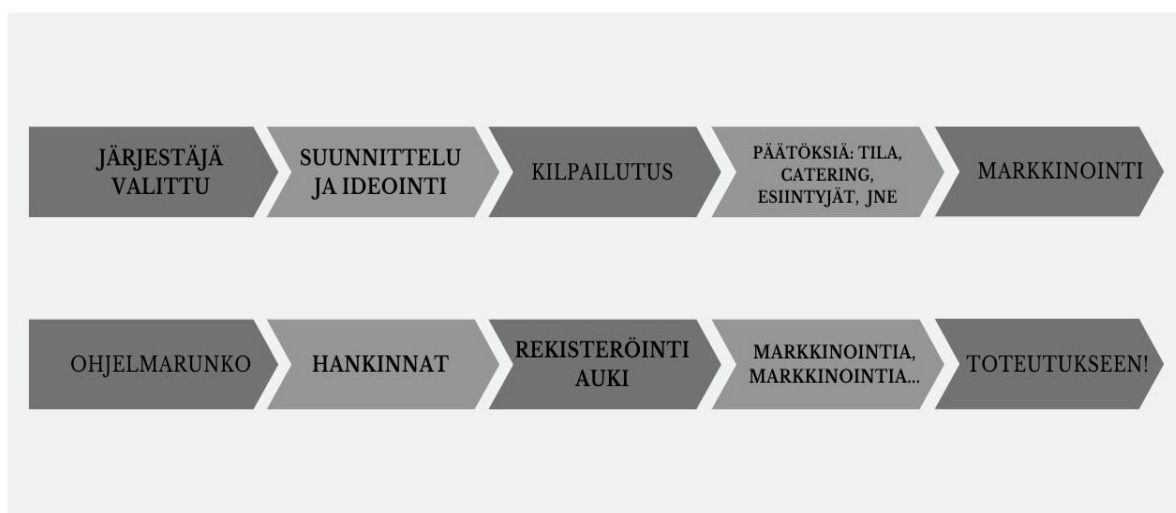 JÄRJESTÄJÄ
VALITTU
SUUNNITTELU
JA IDEOINTI
KILPAILUTUS
PÄÄTÖKSIÄ: TILA,
CATERING,
ESIINTYJÄT, JNE
MARKKINOINTI
OHJELMARUNKO
HANKINNAT
REKISTERÖINTI
AUKI
MARKKINOINTIA,
MARKKINOINTIA...
TOTEUTUKSEEN!